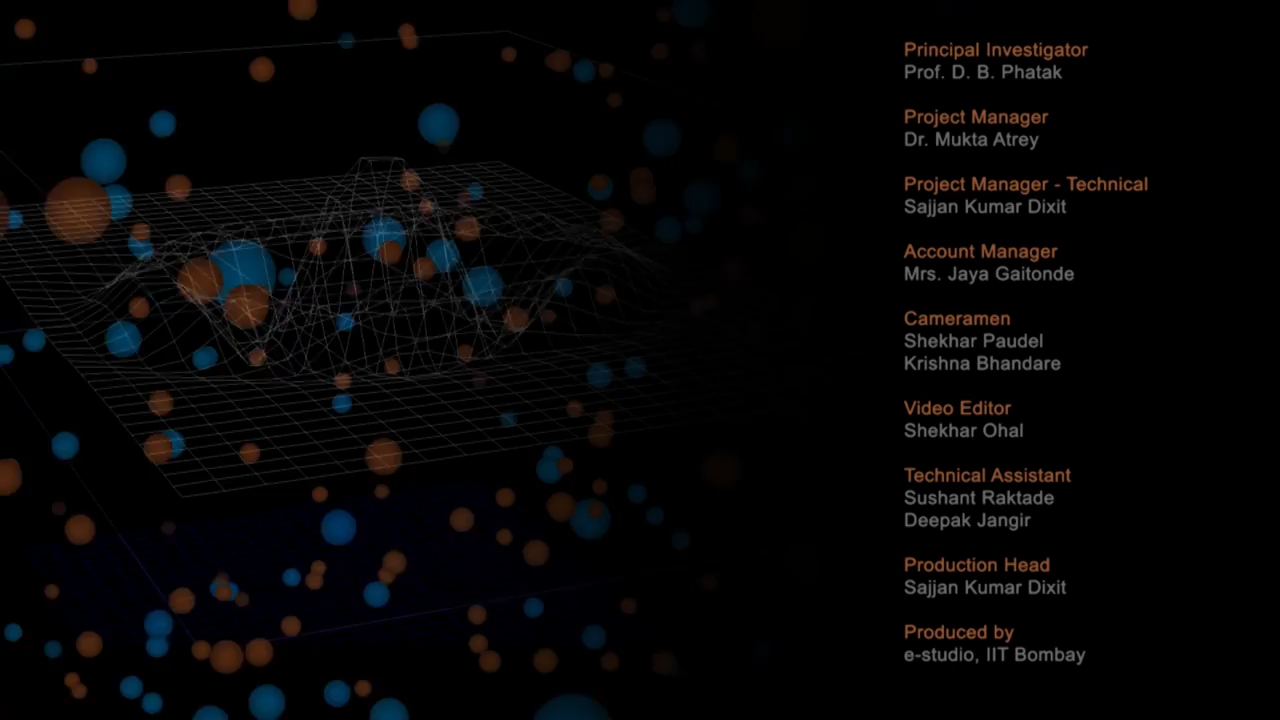 Principal Investigator
Prof. D. B. Phatak
Project Manager
Dr. Mukta Atrey
Project Manager - Technical
Sajjan Kumar Dixit
Account Manager
Mrs. Jaya Gaitonde
Cameramen
Shekhar Paudel
Krishna Bhandare
Video Editor
Shekhar Ohal
Technical Assistant
Sushant Raktade
Deepak Jangir
Production Head
Sajjan Kumar Dixit
Produced by
e-studio, IIT Bombay